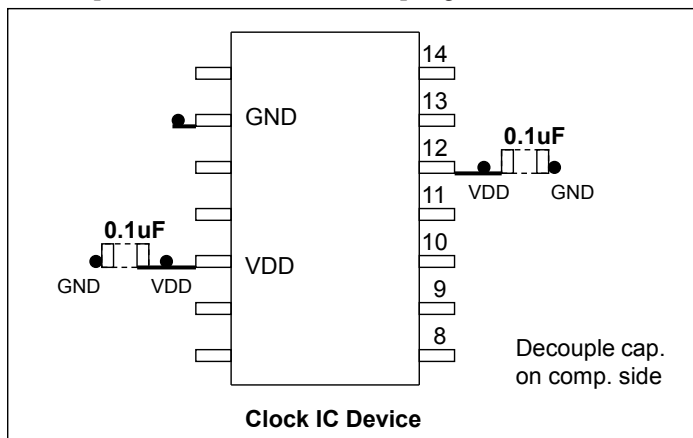 14
GND
13
12
0.1uF
VDD
GND
11
0.1uF
VDD
10
GND
VDD
9
8
Decouple cap.
on comp. side
Clock IC Device